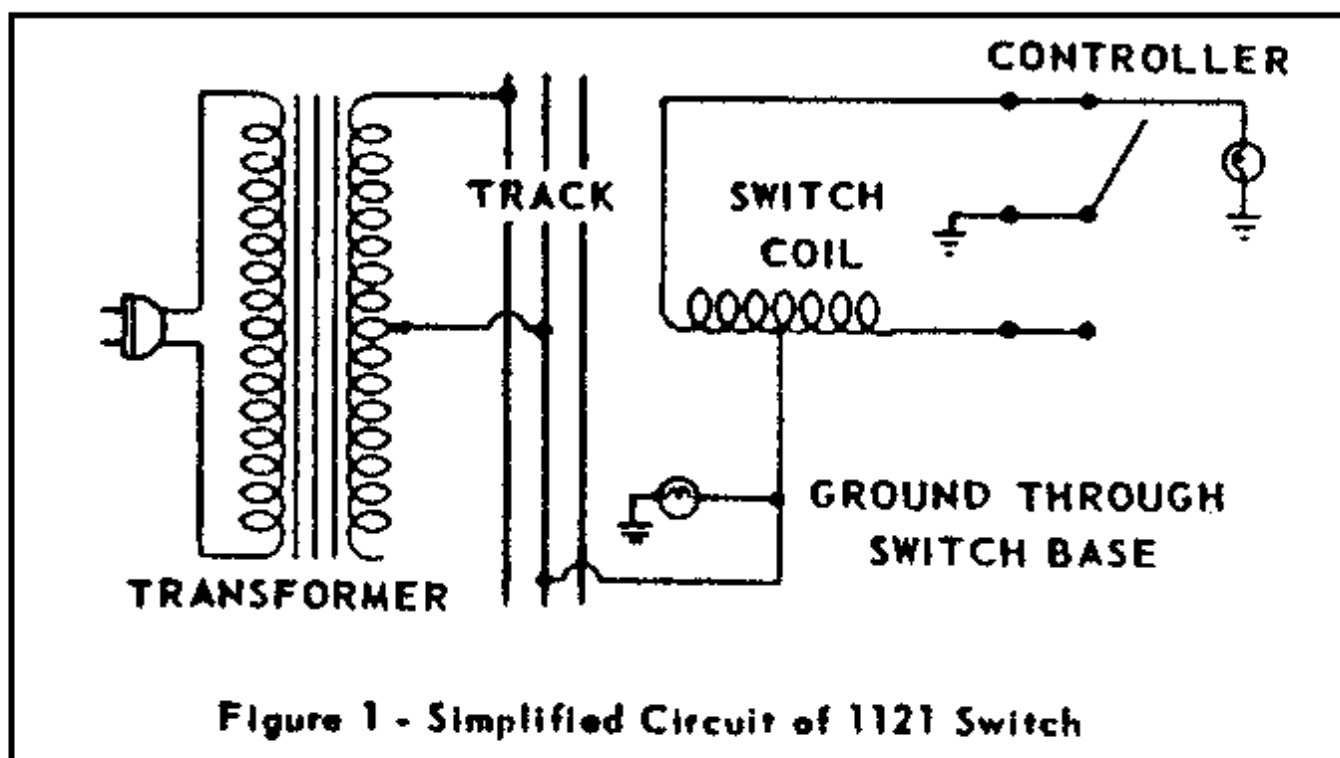 CONTROLLER
TRACK
SWITCH
COIL
GROUND THROUGH
SWITCH BASE
TRANSFORMER
Figure 1 - Simplified Circuit of 1121 Switch